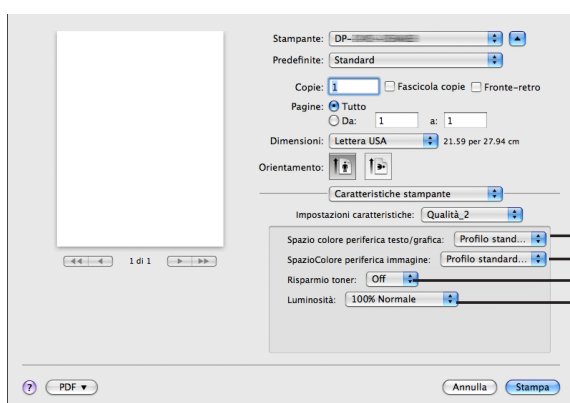 Stampante: DP-
Predefinite: Standard
Copie: 1 Fascicola copie Fronte-retro
Pagine: Tutto
Da: 1 a: 1
Dimensioni: Lettera USA 21.59 per 27.94 cm
Orientamento:
Caratteristiche stampante
Impostazioni caratteristiche: Qualità_2
Spazio colore periferica testo/grafica: Profilo stand...
SpazioColore periferica immagine: Profilo standard...
Risparmio toner: Off
Luminosità: 100% Normale
1 di 1
? PDF ▼ Annulla Stampa